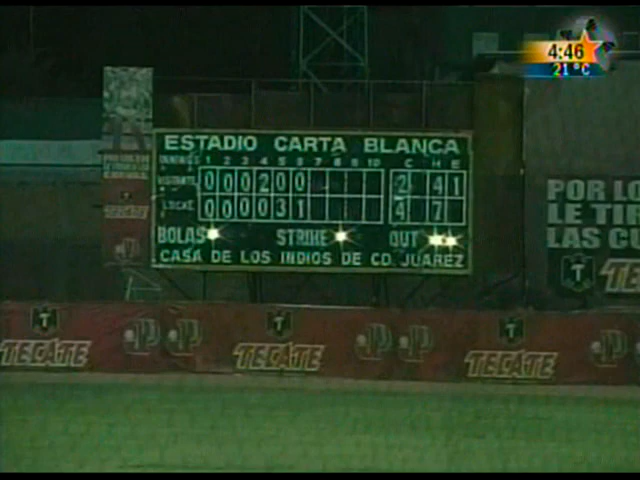 4:46
21°C
ESTADIO CARTA BLANCA
INNINGS 1 2 3 4 5 6 7 8 9 10 C H E
VISITANTE 0 0 0 2 0 0 2 4 1
LOCAL 0 0 0 0 3 1 4 7
BOLAS STRIKE OUT
CASA DE LOS INDIOS DE CD. JUAREZ
POR LO
LE TIR
LAS CU
TECATE
T
TECATE
T
TECATE
T
TECATE